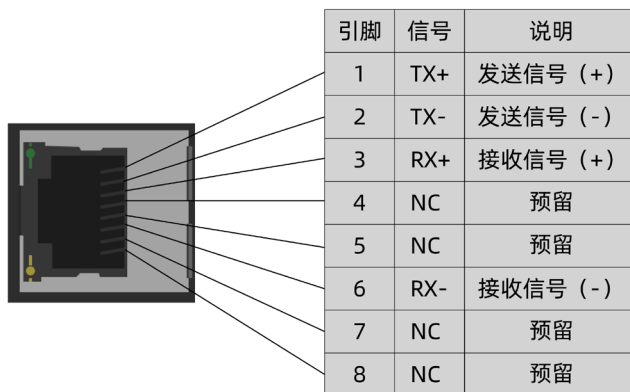 引脚 信号 说明
1 TX+ 发送信号（+）
2 TX- 发送信号（-）
3 RX+ 接收信号（+）
4 NC 预留
5 NC 预留
6 RX- 接收信号（-）
7 NC 预留
8 NC 预留